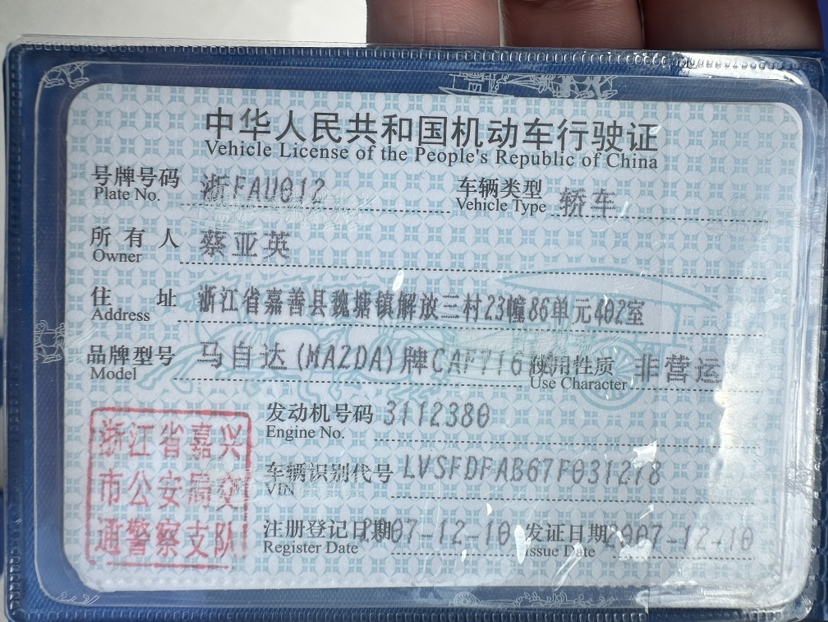 中华人民共和国机动车行驶证
Vehicle License of the People's Republic of China
号牌号码 浙FAU012 车辆类型 轿车
Plate No. Vehicle Type
所有人 蔡亚英
Owner
住址 浙江省嘉善县魏塘镇解放三村23幢86单元402室
Address
品牌型号 马自达(MAZDA)牌CAF716 使用性质 非营运
Model Use Character
发动机号码 3112380
Engine No.
车辆识别代号 LVSFDFAB67F031278
VIN
注册登记日期 2007-12-10 发证日期 2007-12-10
Register Date Issue Date
浙江省嘉兴
市公安局交
通警察支队